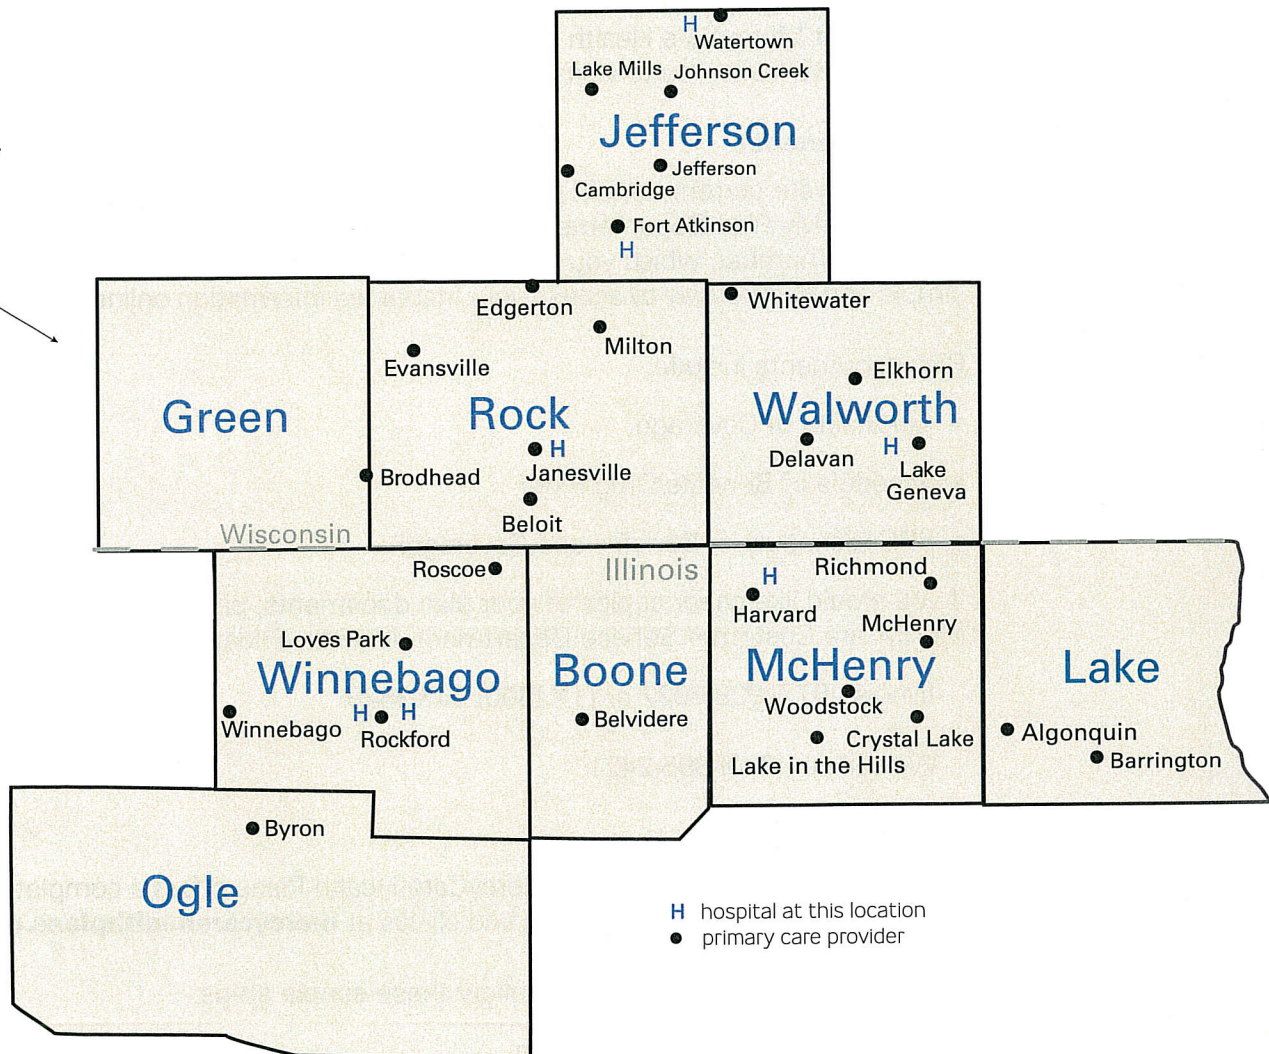 H
Watertown
Lake Mills
Johnson Creek
Jefferson
Jefferson
Cambridge
Fort Atkinson
H
Edgerton
Milton
Evansville
Whitewater
Elkhorn
Green
Rock
Walworth
H
Janesville
Delavan
H
Lake
Geneva
Brodhead
Beloit
Wisconsin
Illinois
Roscoe
H
Harvard
Richmond
McHenry
Loves Park
Winnebago
Boone
McHenry
Lake
Winnebago
H
H
Rockford
Belvidere
Woodstock
Crystal Lake
Lake in the Hills
Algonquin
Barrington
Byron
Ogle
H hospital at this location
primary care provider